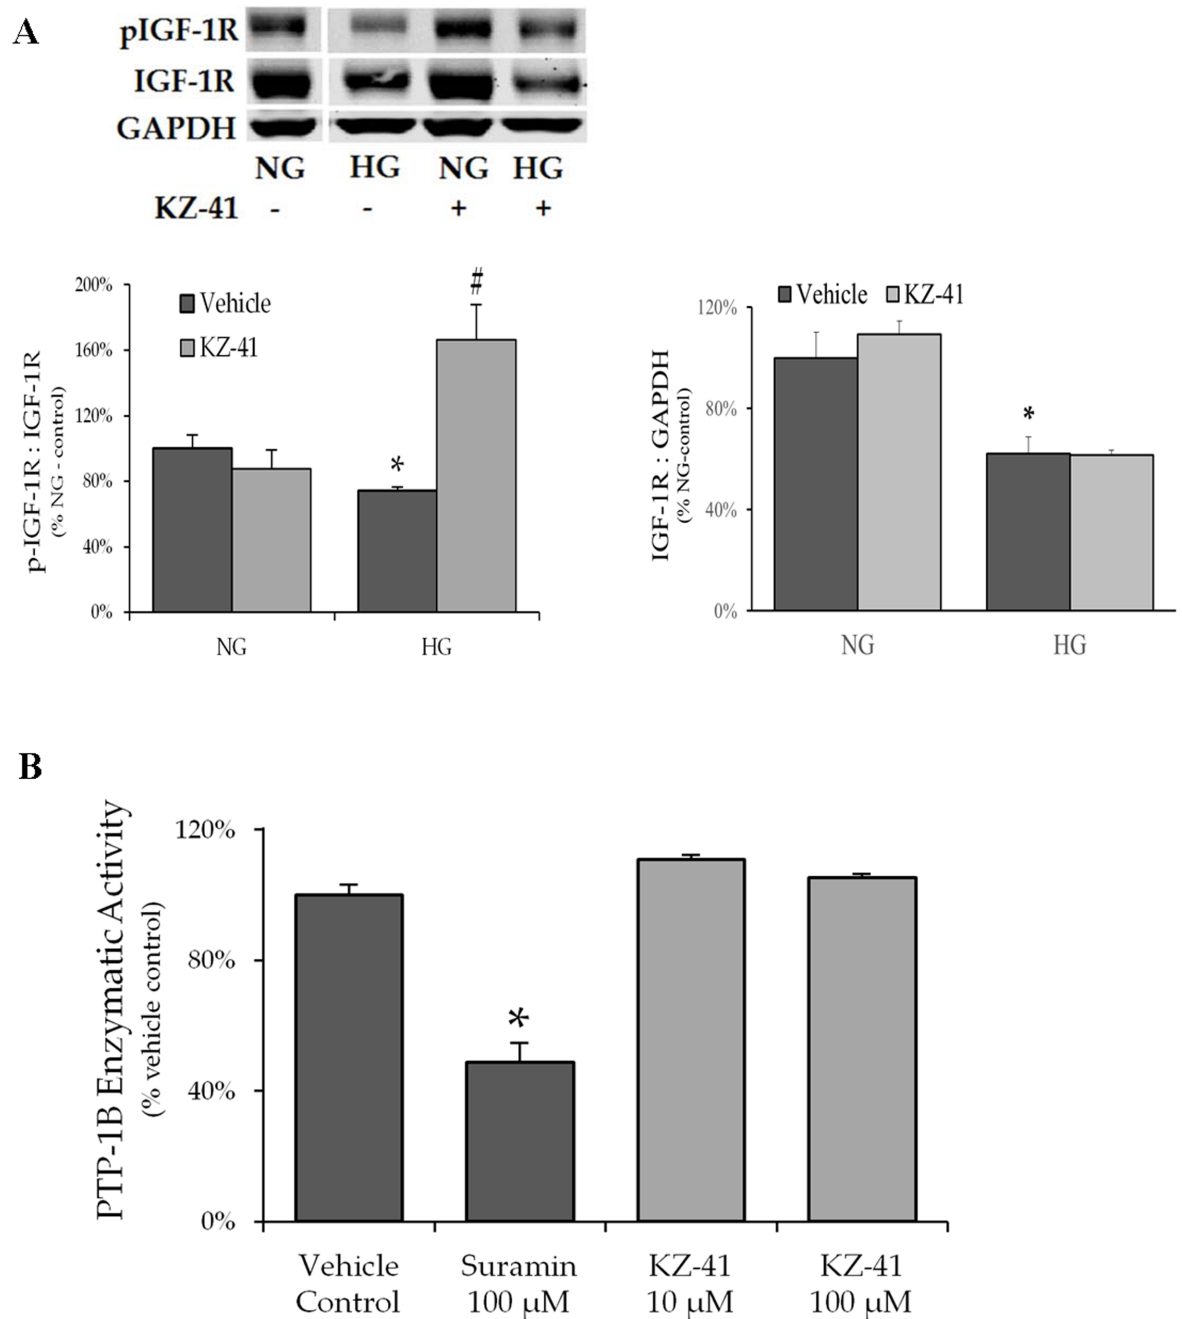 A
pIGF-1R
IGF-1R
GAPDH
NG HG NG HG
KZ-41 - - + +
200%
160%
120%
80%
40%
0%
p-IGF-1R : IGF-1R
(% NG - control)
Vehicle
KZ-41
*
#
NG HG
120%
80%
40%
0%
IGF-1R : GAPDH
(% NG-control)
Vehicle KZ-41
*
NG HG
B
120%
80%
40%
0%
PTP-1B Enzymatic Activity
(% vehicle control)
*
Vehicle
Control
Suramin
100 µM
KZ-41
10 µM
KZ-41
100 µM